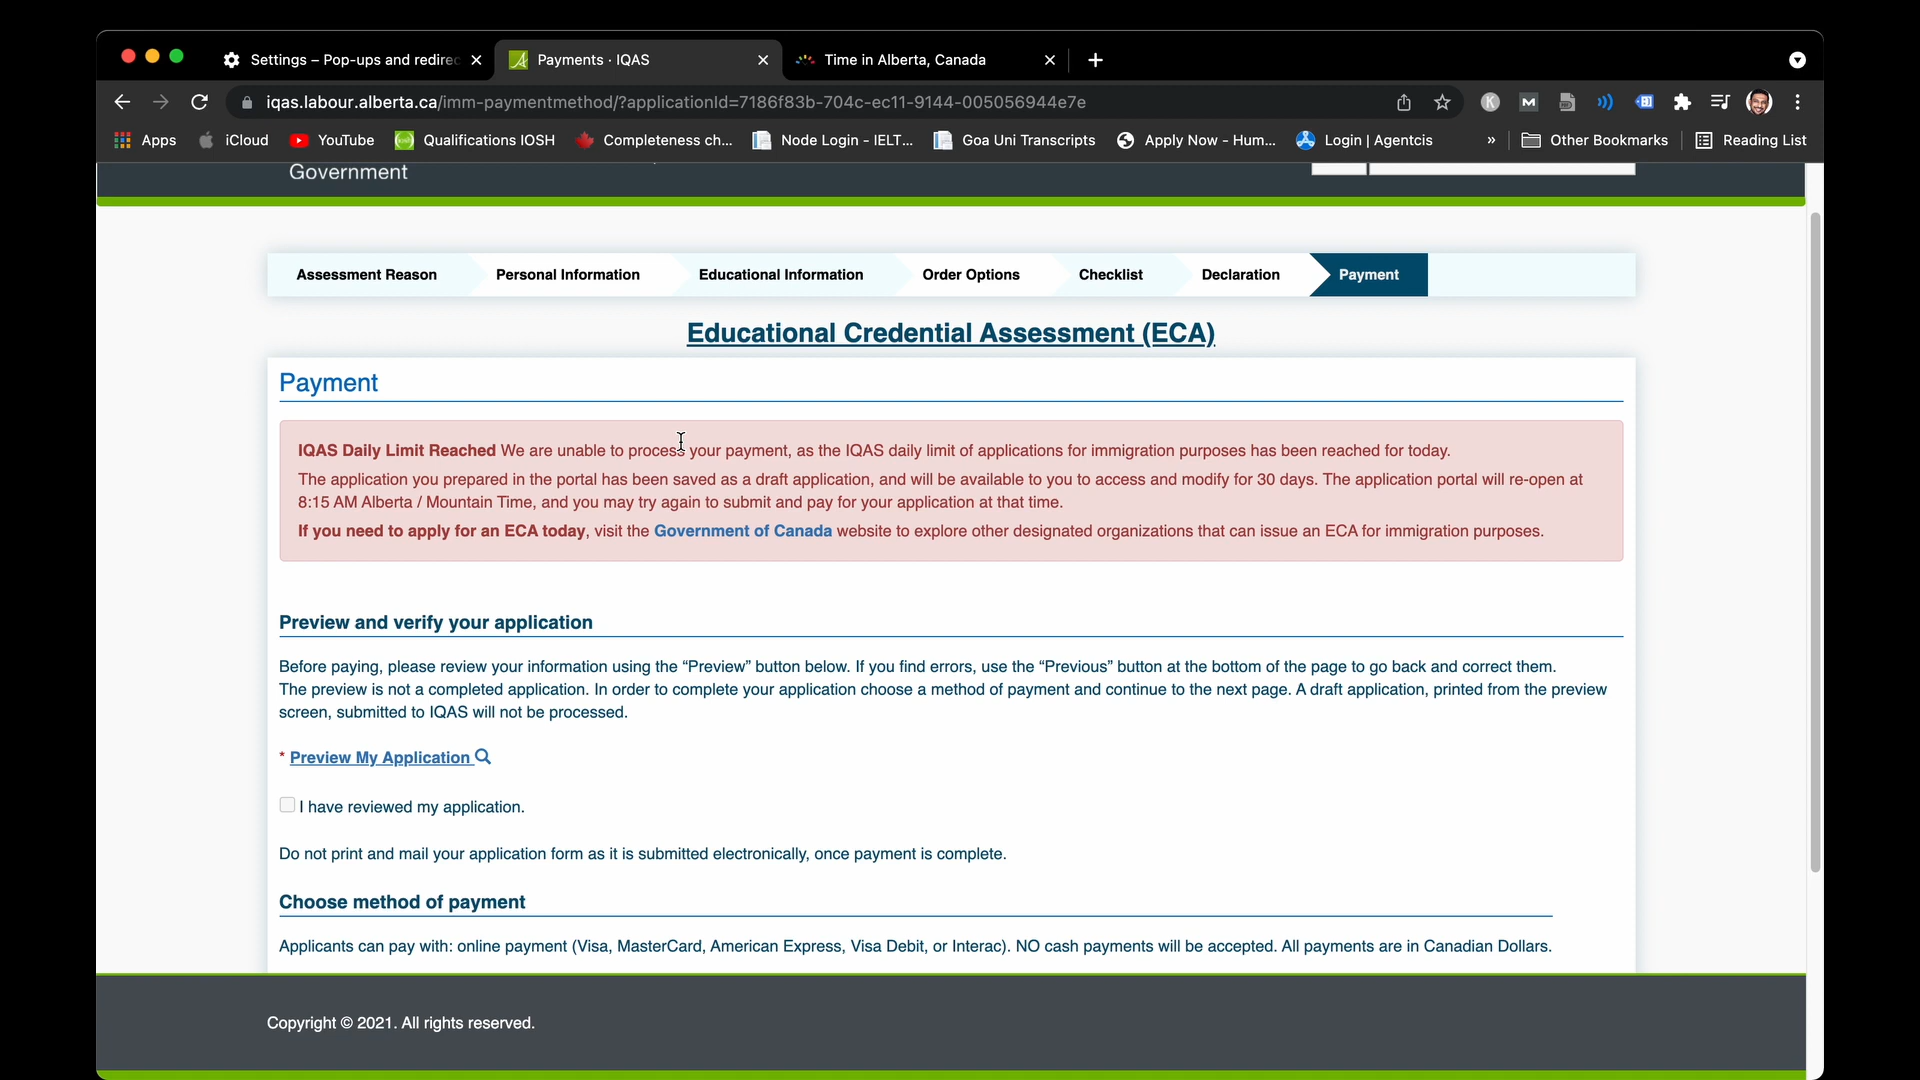 Settings – Pop-ups and redirec
Payments · IQAS
Time in Alberta, Canada
iqas.labour.alberta.ca/imm-paymentmethod/?applicationId=7186f83b-704c-ec11-9144-005056944e7e
Apps
iCloud
YouTube
Qualifications IOSH
Completeness ch...
Node Login - IELT...
Goa Uni Transcripts
Apply Now - Hum...
Login | Agentcis
»
Other Bookmarks
Reading List
Government
Assessment Reason
Personal Information
Educational Information
Order Options
Checklist
Declaration
Payment
Educational Credential Assessment (ECA)
Payment
IQAS Daily Limit Reached We are unable to process your payment, as the IQAS daily limit of applications for immigration purposes has been reached for today.
The application you prepared in the portal has been saved as a draft application, and will be available to you to access and modify for 30 days. The application portal will re-open at
8:15 AM Alberta / Mountain Time, and you may try again to submit and pay for your application at that time.
If you need to apply for an ECA today, visit the Government of Canada website to explore other designated organizations that can issue an ECA for immigration purposes.
Preview and verify your application
Before paying, please review your information using the “Preview” button below. If you find errors, use the “Previous” button at the bottom of the page to go back and correct them.
The preview is not a completed application. In order to complete your application choose a method of payment and continue to the next page. A draft application, printed from the preview
screen, submitted to IQAS will not be processed.
* Preview My Application
I have reviewed my application.
Do not print and mail your application form as it is submitted electronically, once payment is complete.
Choose method of payment
Applicants can pay with: online payment (Visa, MasterCard, American Express, Visa Debit, or Interac). NO cash payments will be accepted. All payments are in Canadian Dollars.
Copyright © 2021. All rights reserved.